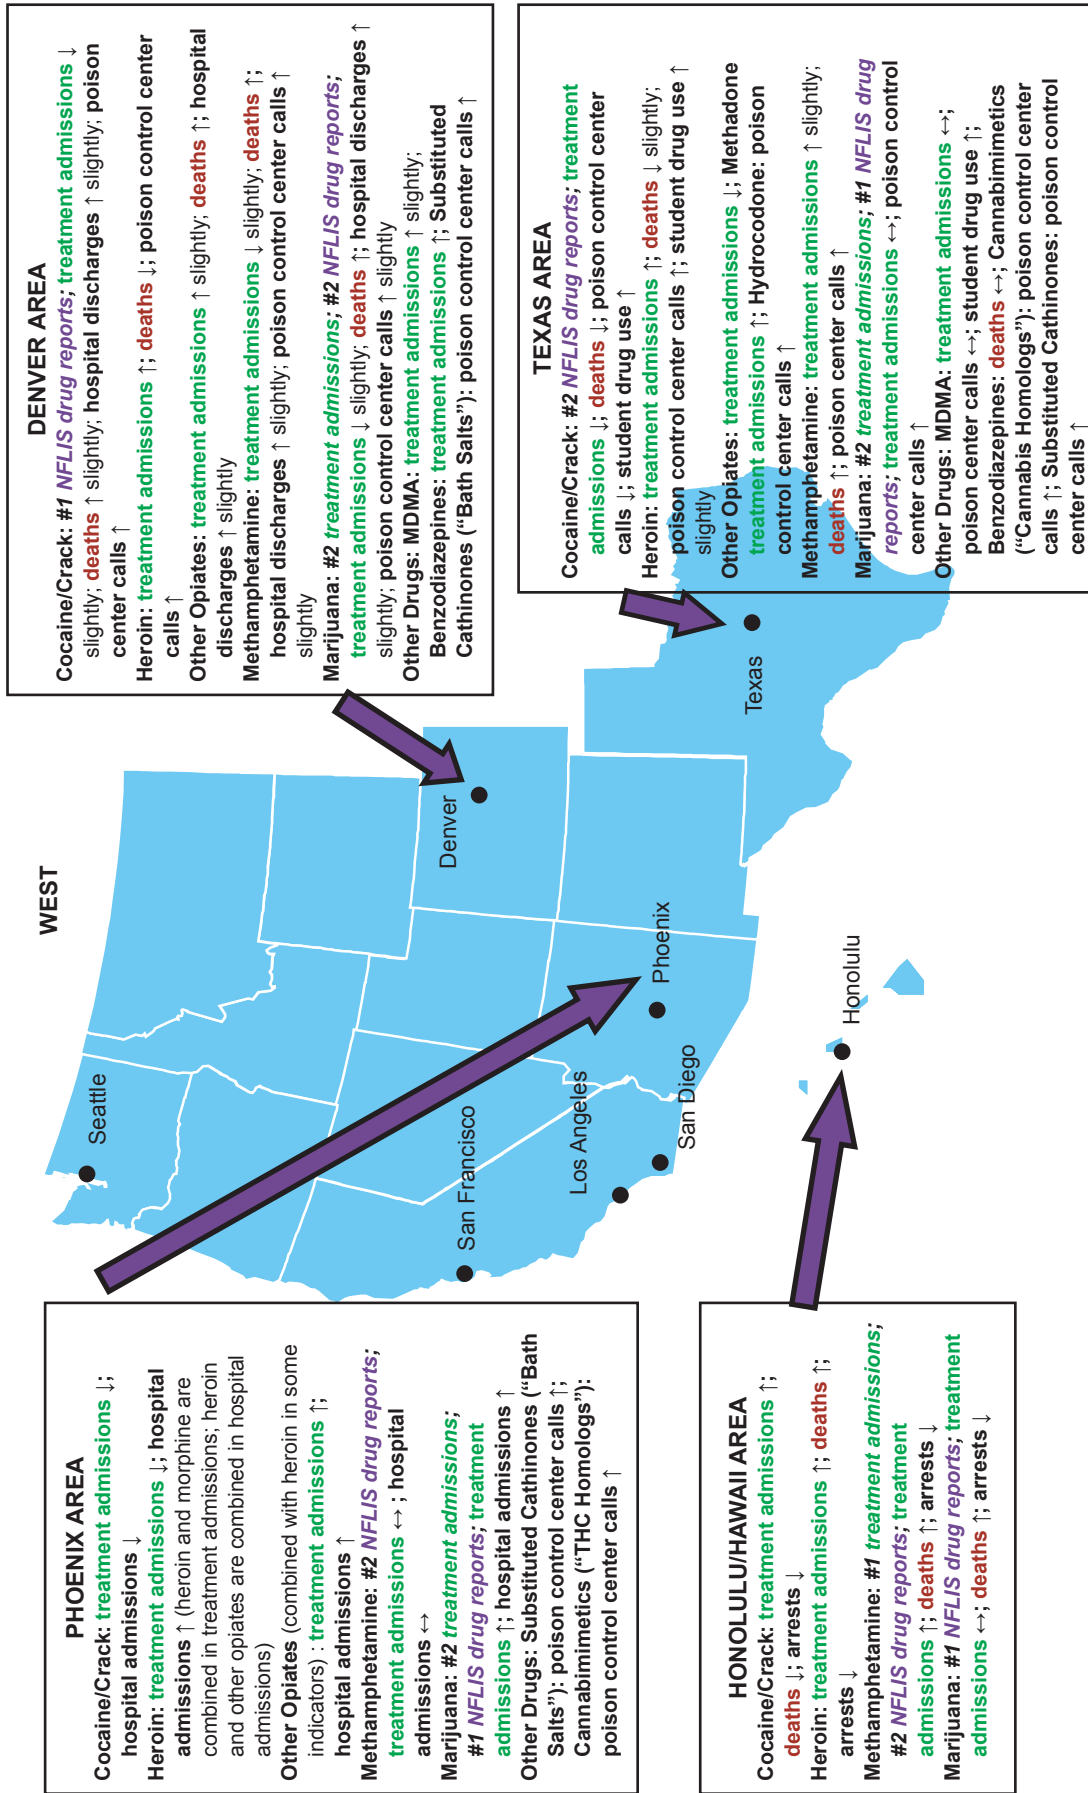 WEST
PHOENIX AREA
Cocaine/Crack: treatment admissions ↓;
hospital admissions ↓
Heroin: treatment admissions ↓; hospital
admissions ↑ (heroin and morphine are
combined in treatment admissions; heroin
and other opiates are combined in hospital
admissions)
Other Opiates (combined with heroin in some
indicators) : treatment admissions ↑;
hospital admissions ↑
Methamphetamine: #2 NFLIS drug reports;
treatment admissions ↔ ; hospital
admissions ↔
Marijuana: #2 treatment admissions;
#1 NFLIS drug reports; treatment
admissions ↑; hospital admissions ↑
Other Drugs: Substituted Cathinones (“Bath
Salts”): poison control center calls ↑;
Cannabimimetics (“THC Homologs”):
poison control center calls ↑
DENVER AREA
Cocaine/Crack: #1 NFLIS drug reports; treatment admissions ↓
slightly; deaths ↑ slightly; hospital discharges ↑ slightly; poison
center calls ↑
Heroin: treatment admissions ↑; deaths ↓; poison control center
calls ↑
Other Opiates: treatment admissions ↑ slightly; deaths ↑; hospital
discharges ↑ slightly
Methamphetamine: treatment admissions ↓ slightly; deaths ↑;
hospital discharges ↑ slightly; poison control center calls ↑
slightly
Marijuana: #2 treatment admissions; #2 NFLIS drug reports;
treatment admissions ↓ slightly; deaths ↑; hospital discharges ↑
slightly; poison control center calls ↑ slightly
Other Drugs: MDMA: treatment admissions ↑ slightly;
Benzodiazepines: treatment admissions ↑; Substituted
Cathinones (“Bath Salts”): poison control center calls ↑
HONOLULU/HAWAII AREA
Cocaine/Crack: treatment admissions ↑;
deaths ↓; arrests ↓
Heroin: treatment admissions ↑; deaths ↑;
arrests ↓
Methamphetamine: #1 treatment admissions;
#2 NFLIS drug reports; treatment
admissions ↑; deaths ↑; arrests ↓
Marijuana: #1 NFLIS drug reports; treatment
admissions ↔; deaths ↑; arrests ↓
TEXAS AREA
Cocaine/Crack: #2 NFLIS drug reports; treatment
admissions ↓; deaths ↓; poison control center
calls ↓; student drug use ↑
Heroin: treatment admissions ↑; deaths ↓ slightly;
poison control center calls ↑; student drug use ↑
slightly
Other Opiates: treatment admissions ↓; Methadone
treatment admissions ↑; Hydrocodone: poison
control center calls ↑
Methamphetamine: treatment admissions ↑ slightly;
deaths ↑; poison center calls ↑
Marijuana: #2 treatment admissions; #1 NFLIS drug
reports; treatment admissions ↔; poison control
center calls ↑
Other Drugs: MDMA: treatment admissions ↔;
poison center calls ↔; student drug use ↑;
Benzodiazepines: deaths ↔; Cannabimimetics
(“Cannabis Homologs”): poison control center
calls ↑; Substituted Cathinones: poison control
center calls ↑
Seattle
San Francisco
Los Angeles
San Diego
Phoenix
Denver
Texas
Honolulu